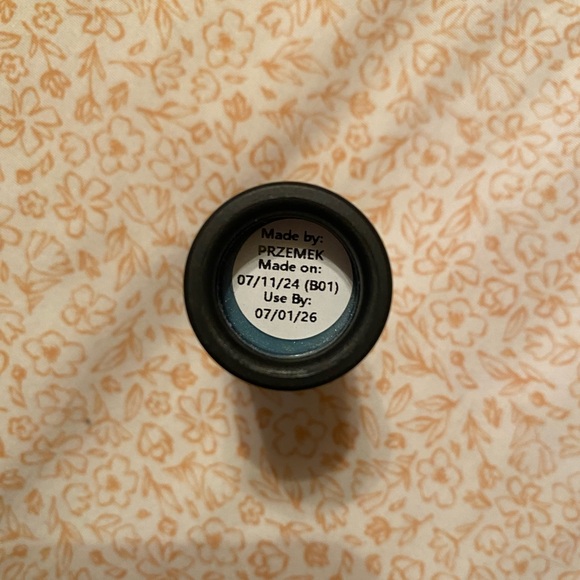 Made by:
PRZEMEK
Made on:
07/11/24 (B01)
Use By:
07/01/26